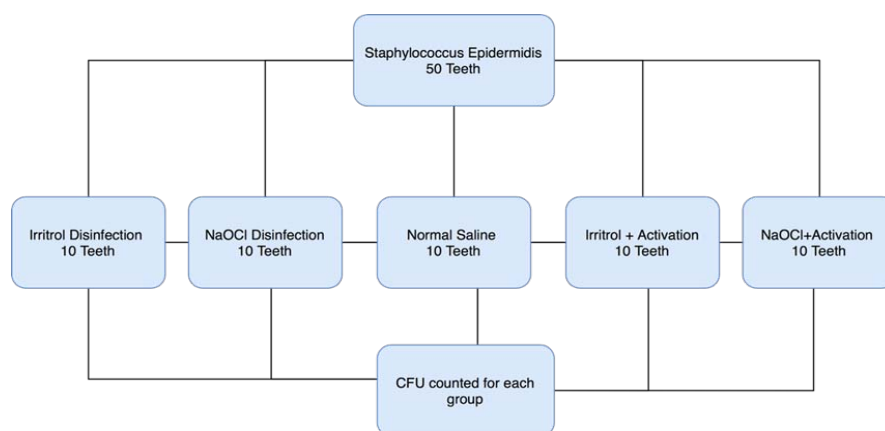 Staphylococcus Epidermidis
50 Teeth
Irritrol Disinfection
10 Teeth
NaOCl Disinfection
10 Teeth
Normal Saline
10 Teeth
Irritrol + Activation
10 Teeth
NaOCl+Activation
10 Teeth
CFU counted for each
group